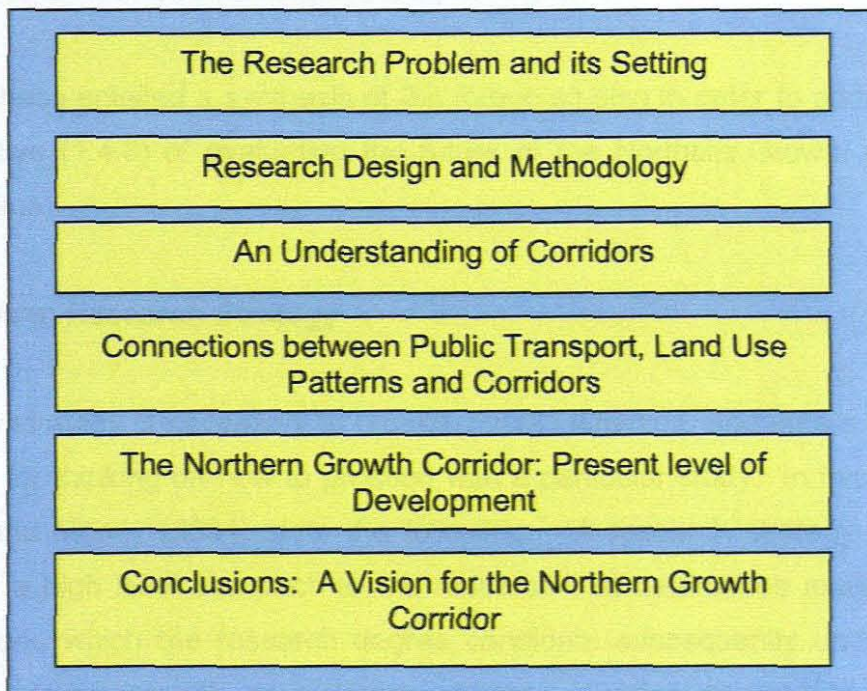 The Research Problem and its Setting
Research Design and Methodology
An Understanding of Corridors
Connections between Public Transport, Land Use
Patterns and Corridors
The Northern Growth Corridor: Present level of
Development
Conclusions: A Vision for the Northern Growth
Corridor